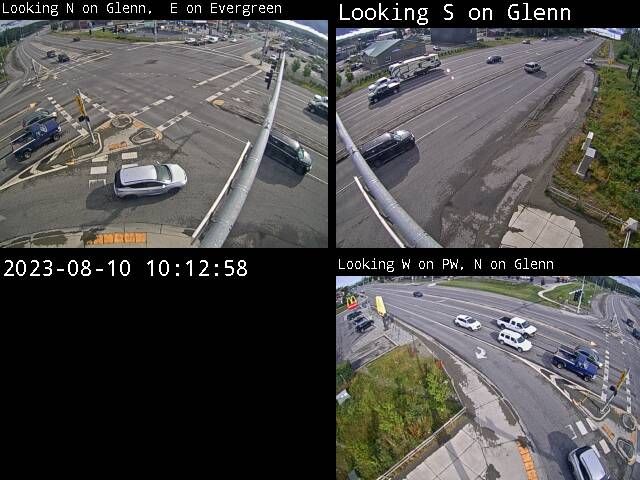 Looking N on Glenn,  E on Evergreen
Looking S on Glenn
2023-08-10 10:12:58
Looking W on PW, N on Glenn